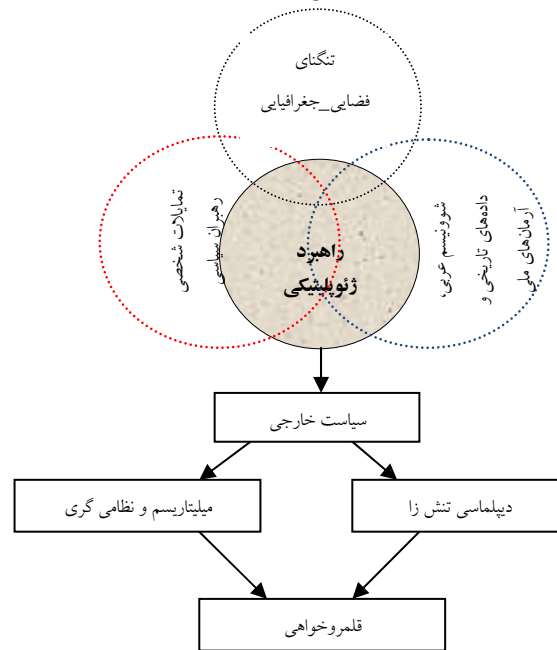 تنگنای
فضایی_جغرافیایی
شوونیسم عربی،
داده‌های تاریخی و
آرمان‌های ملی
تمایلات شخصی
رهبران سیاسی
راهبرد
ژئوپلیتیکی
سیاست خارجی
دیپلماسی تنش زا
میلیتاریسم و نظامی گری
قلمروخواهی